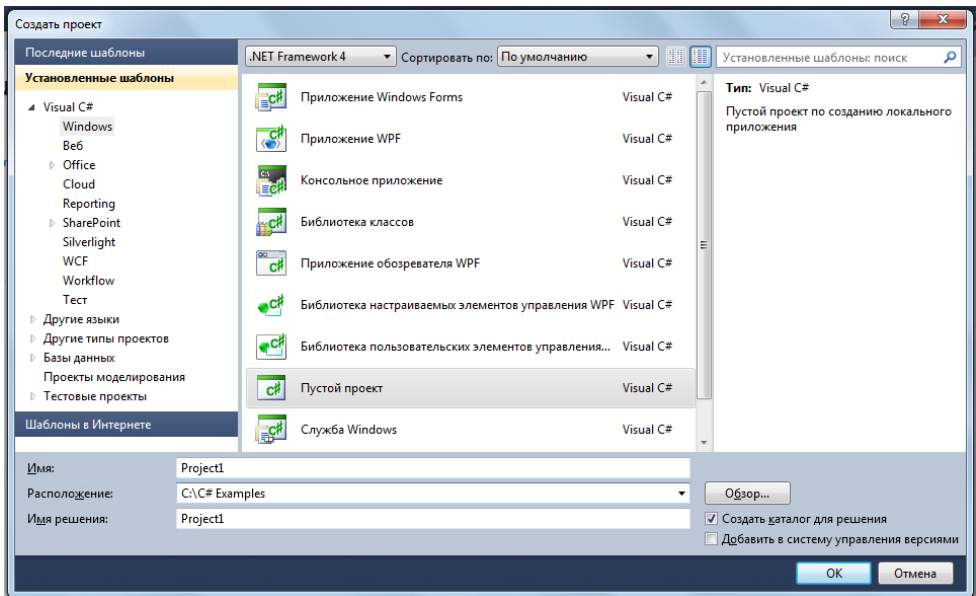 Создать проект
Последние шаблоны
.NET Framework 4
Сортировать по: По умолчанию
Установленные шаблоны: поиск
Установленные шаблоны
Visual C#
Windows
Веб
Office
Cloud
Reporting
SharePoint
Silverlight
WCF
Workflow
Тест
Другие языки
Другие типы проектов
Базы данных
Проекты моделирования
Тестовые проекты
Шаблоны в Интернете
Приложение Windows Forms Visual C#
Приложение WPF Visual C#
Консольное приложение Visual C#
Библиотека классов Visual C#
Приложение обозревателя WPF Visual C#
Библиотека настраиваемых элементов управления WPF Visual C#
Библиотека пользовательских элементов управления... Visual C#
Пустой проект Visual C#
Служба Windows Visual C#
Тип: Visual C#
Пустой проект по созданию локального
приложения
Имя: Project1
Расположение: C:\C# Examples
Обзор...
Имя решения: Project1
Создать каталог для решения
Добавить в систему управления версиями
OK Отмена